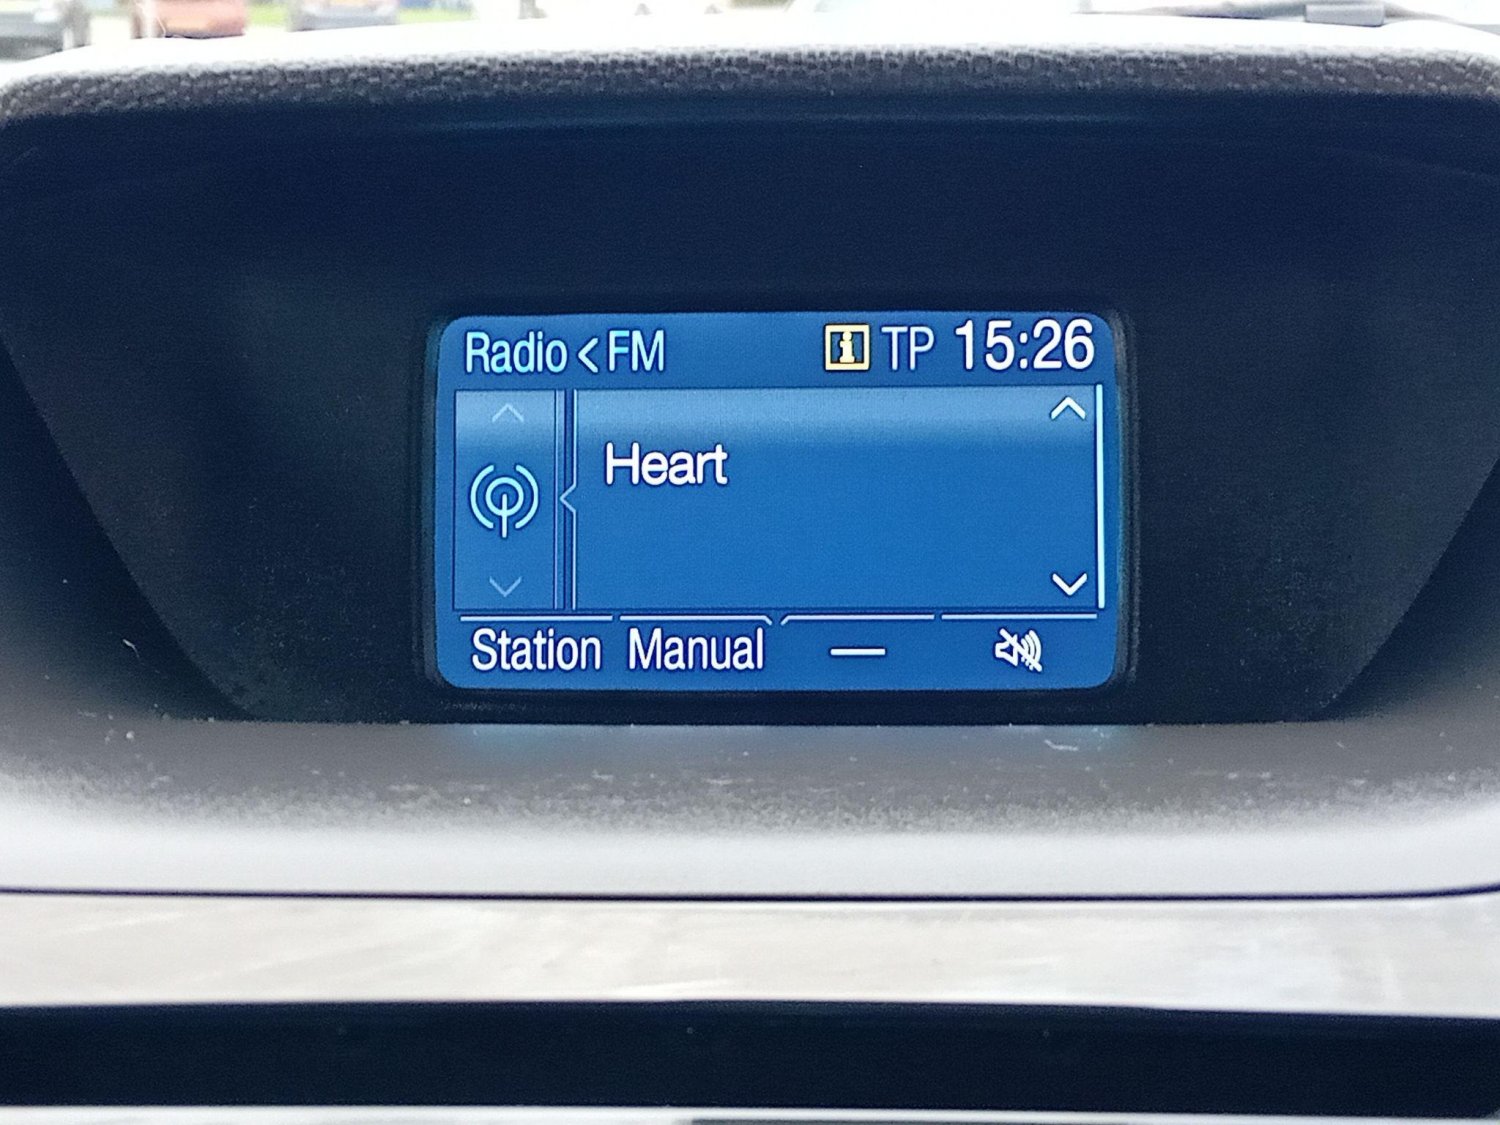 Radio < FM i TP 15:26
Heart
Station Manual —